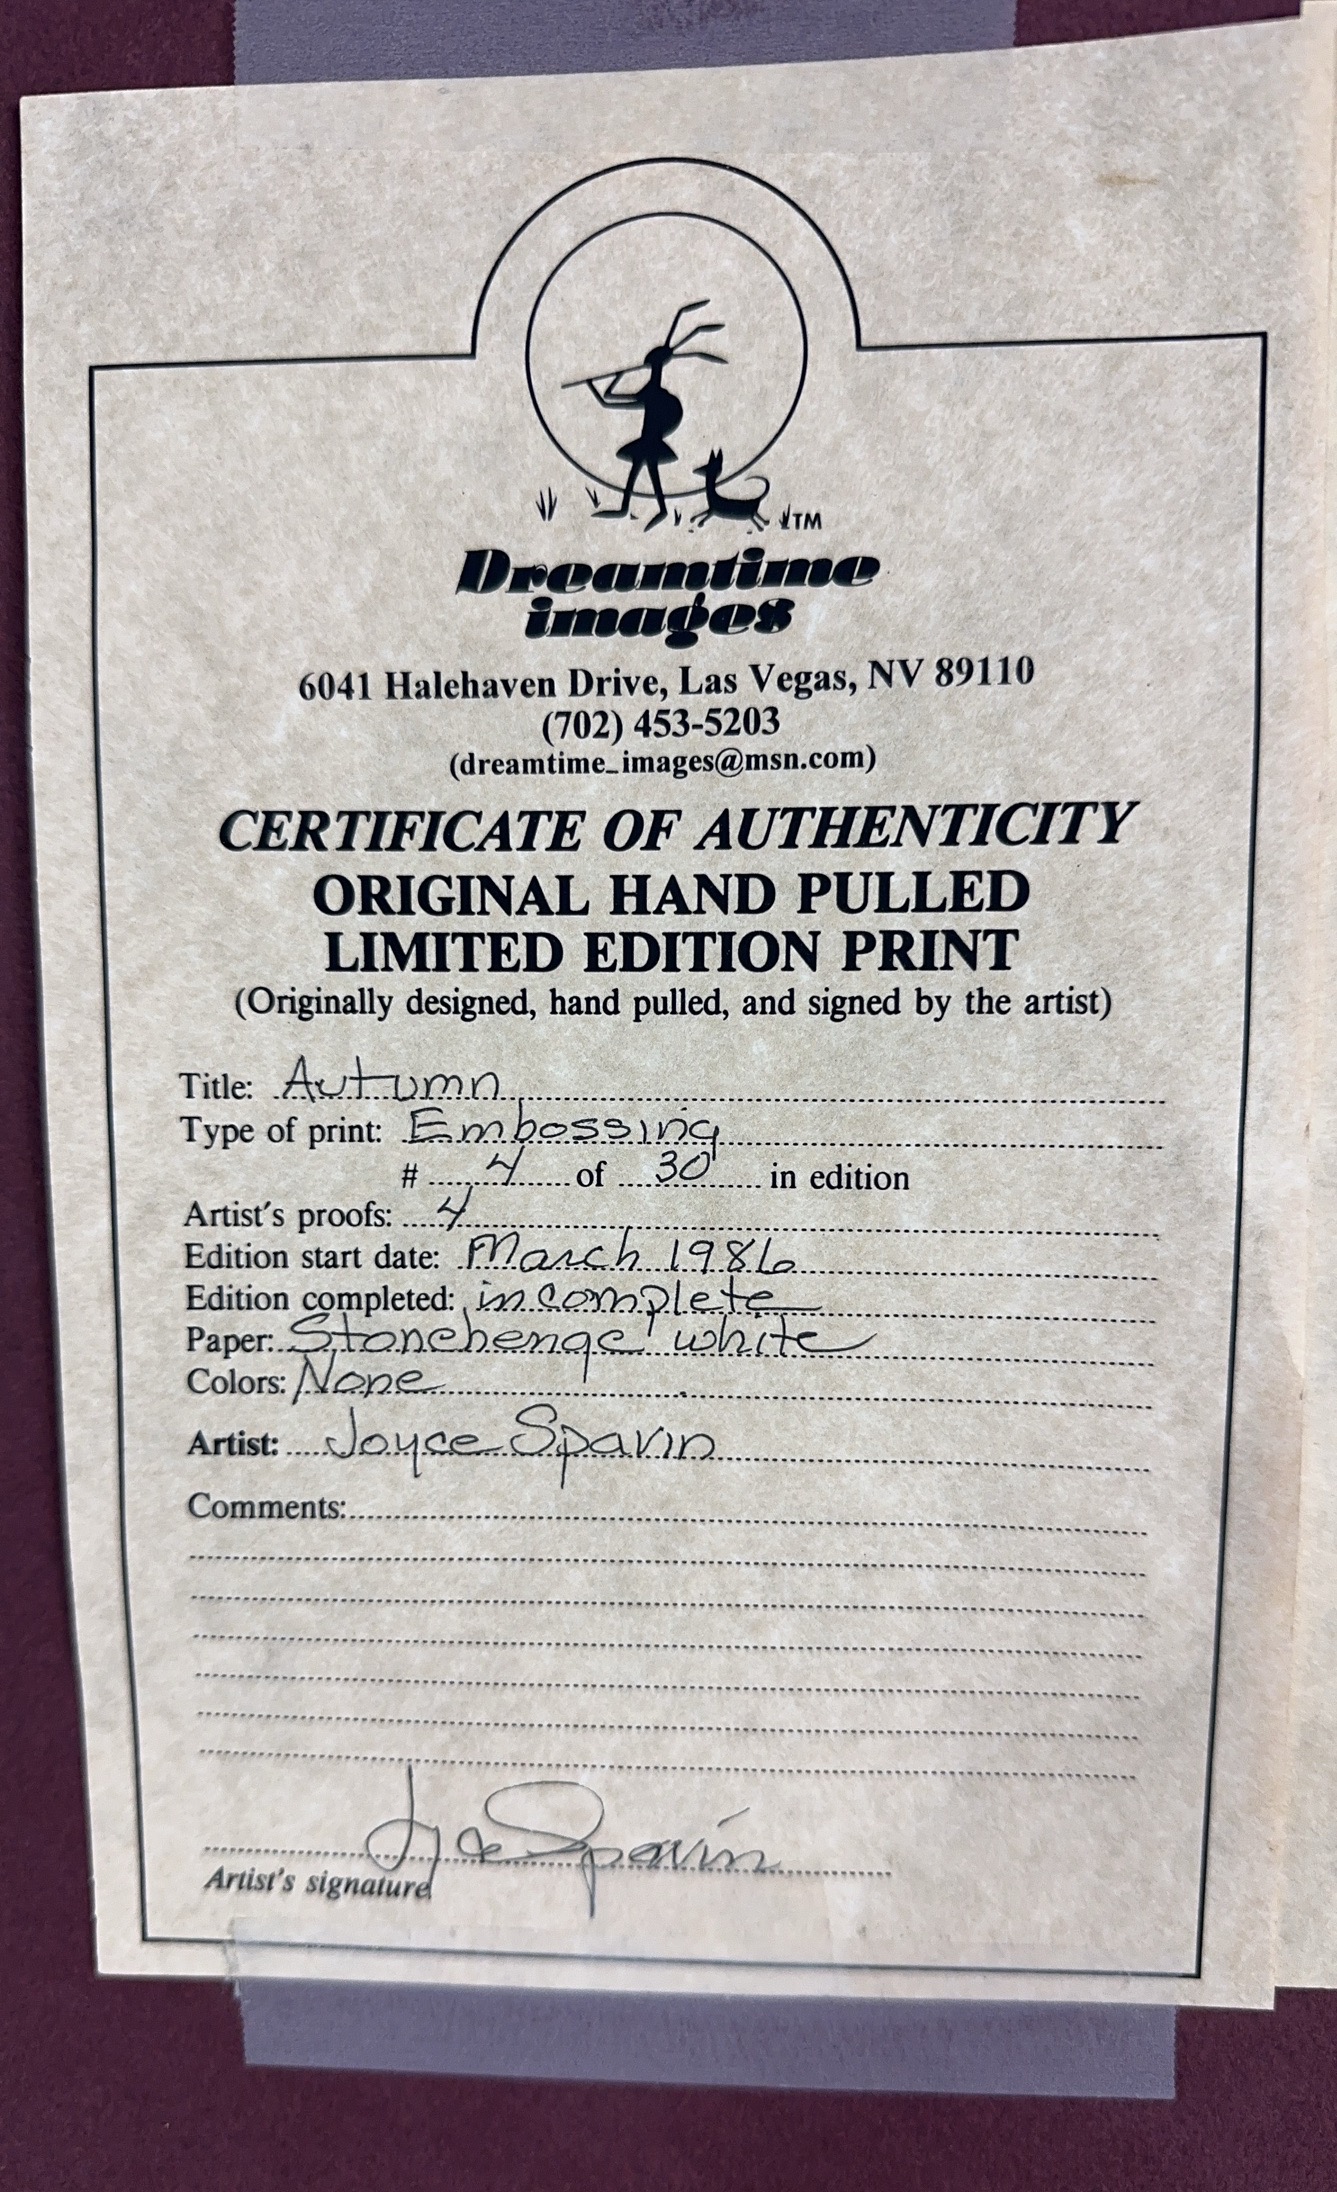 TM
Dreamtime
images
6041 Halehaven Drive, Las Vegas, NV 89110
(702) 453-5203
(dreamtime_images@msn.com)
CERTIFICATE OF AUTHENTICITY
ORIGINAL HAND PULLED
LIMITED EDITION PRINT
(Originally designed, hand pulled, and signed by the artist)
Title: Autumn
Type of print: Embossing
# 4 of 30 in edition
Artist's proofs: 4
Edition start date: March 1986
Edition completed: incomplete
Paper: Stonehenge white
Colors: None
Artist: Joyce Spavin
Comments:
Joyce Spavin
Artist's signature